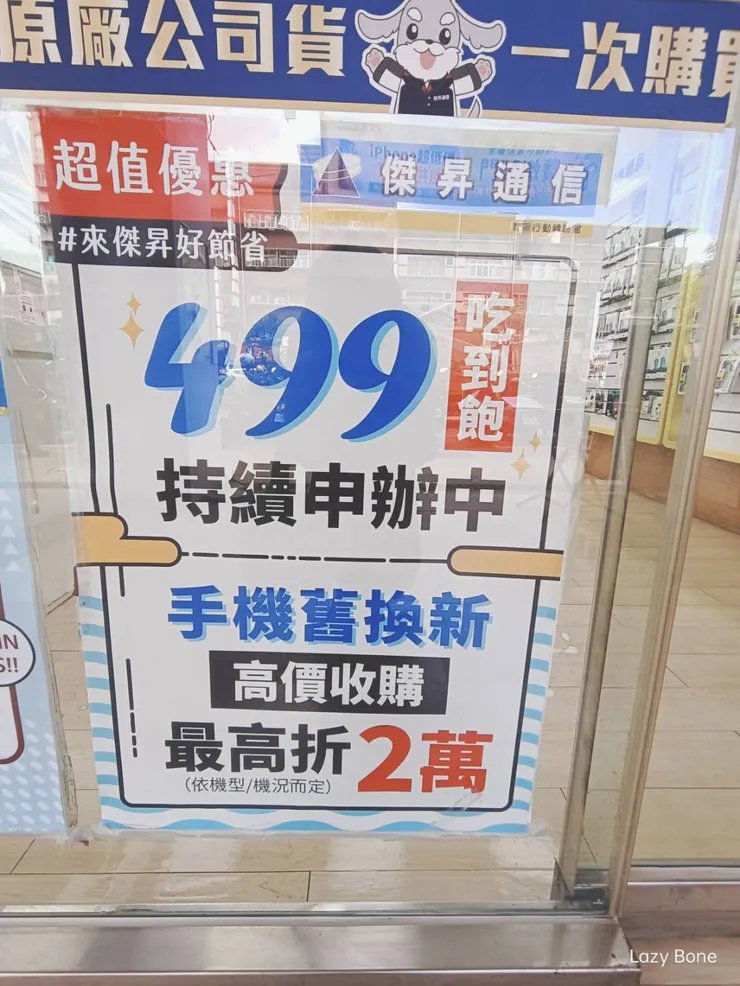 原廠公司貨
一次購
超值優惠
傑昇通信
#來傑昇好節省
499
吃到飽
持續申辦中
手機舊換新
高價收購
最高折2萬
(依機型/機況而定)
IN
S!!
Lazy Bone